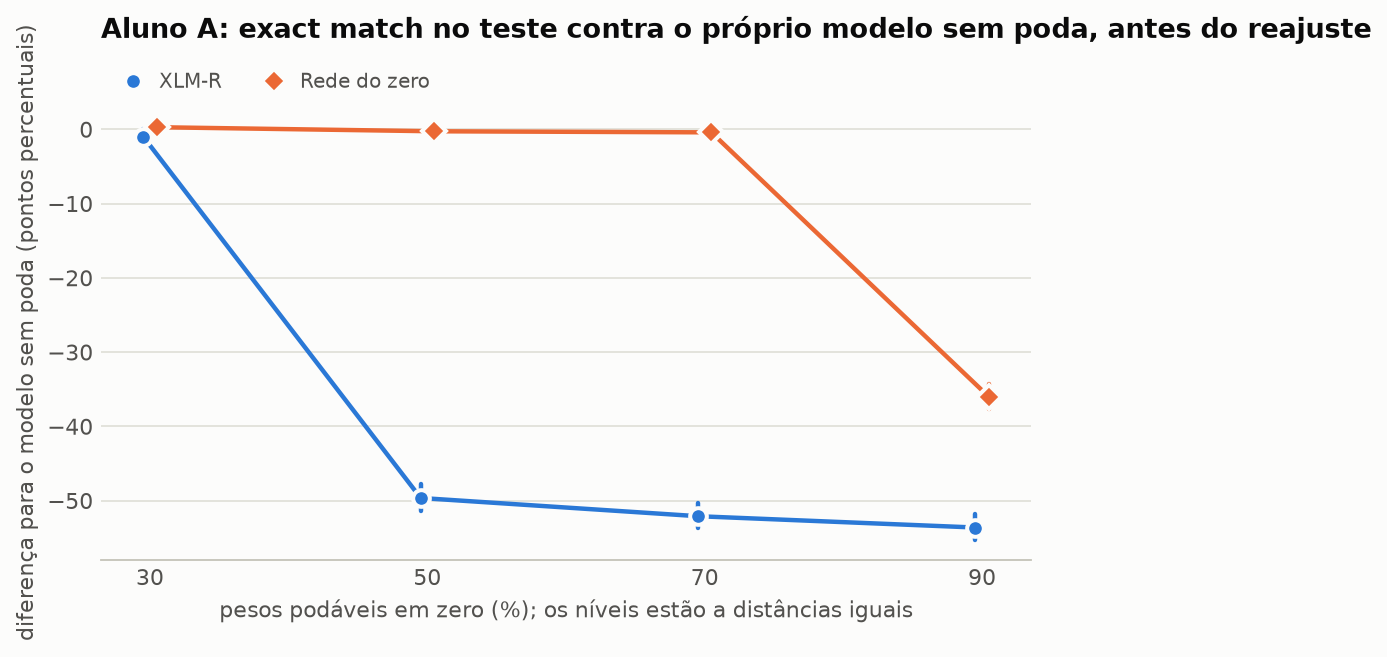 Aluno A: exact match no teste contra o próprio modelo sem poda, antes do reajuste
XLM-R
Rede do zero
diferença para o modelo sem poda (pontos percentuais)
0
−10
−20
−30
−40
−50
30
50
70
90
pesos podáveis em zero (%); os níveis estão a distâncias iguais